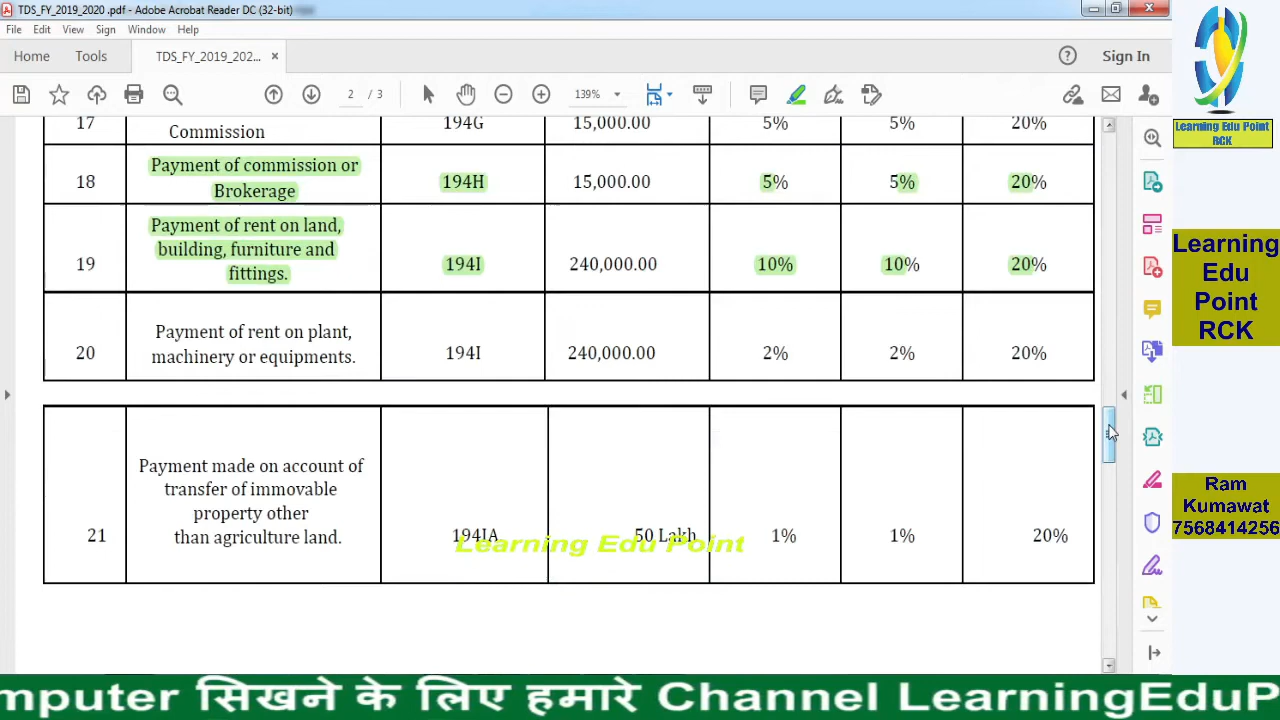 TDS_FY_2019_2020 .pdf - Adobe Acrobat Reader DC (32-bit)
File Edit View Sign Window Help
Home Tools TDS_FY_2019_202... × Sign In
2 / 3 139%
17 Commission 194G 15,000.00 5% 5% 20%
18 Payment of commission or
Brokerage 194H 15,000.00 5% 5% 20%
19 Payment of rent on land,
building, furniture and
fittings. 194I 240,000.00 10% 10% 20%
20 Payment of rent on plant,
machinery or equipments. 194I 240,000.00 2% 2% 20%
21 Payment made on account of
transfer of immovable
property other
than agriculture land. 194IA 50 Lakh 1% 1% 20%
Learning Edu Point
Learning Edu Point
RCK
Learning
Edu
Point
RCK
Ram
Kumawat
7568414256
mputer सिखने के लिए हमारे Channel LearningEduP